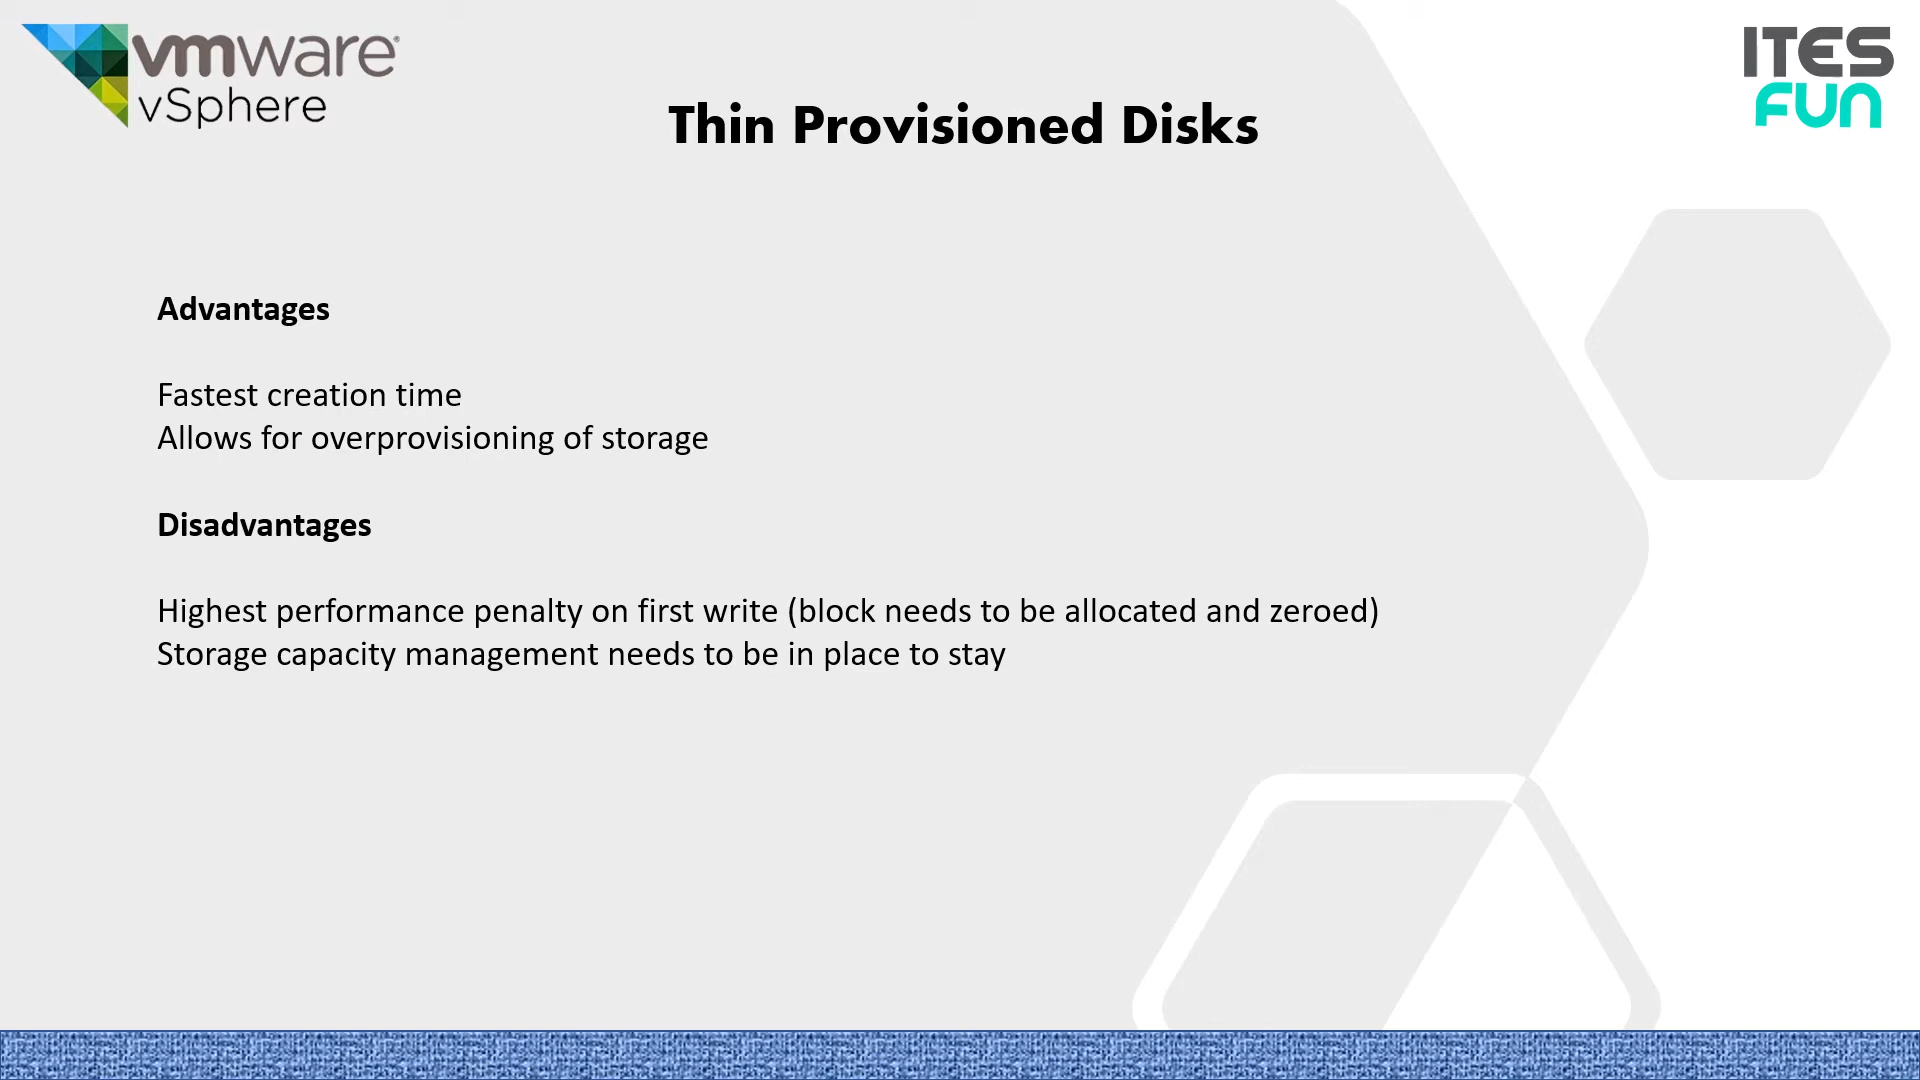 vmware®
vSphere
ITES
FUN
Thin Provisioned Disks
Advantages
Fastest creation time
Allows for overprovisioning of storage
Disadvantages
Highest performance penalty on first write (block needs to be allocated and zeroed)
Storage capacity management needs to be in place to stay